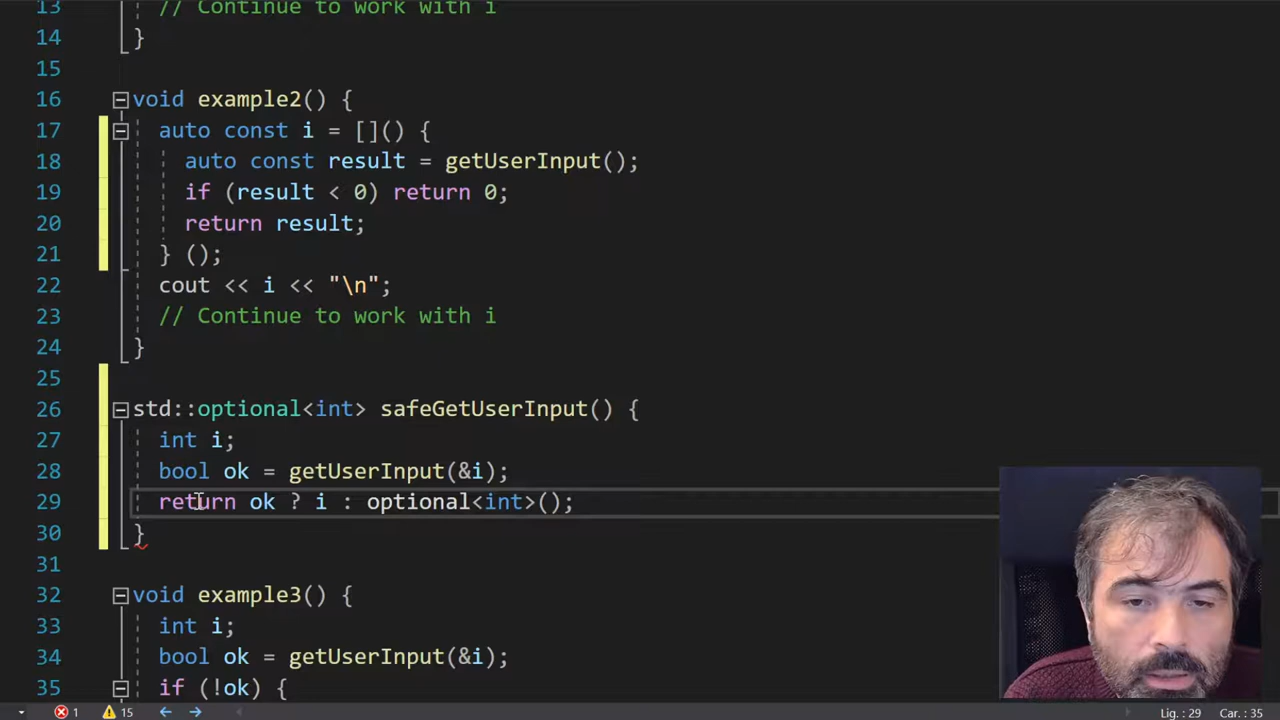 13 // Continue to work with i
14 }
15
16 void example2() {
17 auto const i = []() {
18 auto const result = getUserInput();
19 if (result < 0) return 0;
20 return result;
21 } ();
22 cout << i << "\n";
23 // Continue to work with i
24 }
25
26 std::optional<int> safeGetUserInput() {
27 int i;
28 bool ok = getUserInput(&i);
29 return ok ? i : optional<int>();
30 }
31
32 void example3() {
33 int i;
34 bool ok = getUserInput(&i);
35 if (!ok) {
1 15 Lig. : 29 Car. : 35